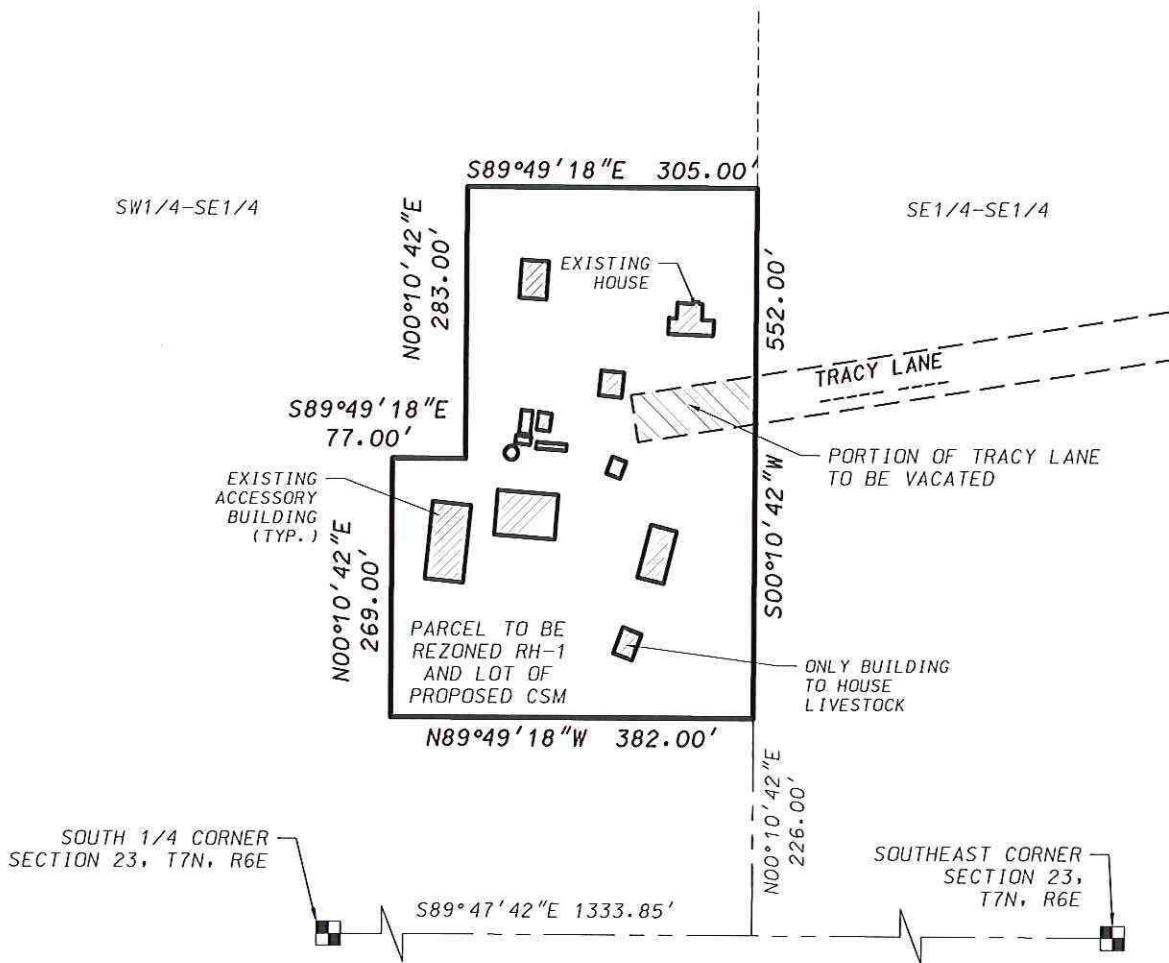 S89°49'18"E 305.00'
SW1/4-SE1/4
SE1/4-SE1/4
N00°10'42"E
283.00'
EXISTING
HOUSE
552.00'
S00°10'42"W
TRACY LANE
S89°49'18"E
77.00'
PORTION OF TRACY LANE
TO BE VACATED
EXISTING
ACCESSORY
BUILDING
(TYP.)
N00°10'42"E
269.00'
PARCEL TO BE
REZONED RH-1
AND LOT OF
PROPOSED CSM
ONLY BUILDING
TO HOUSE
LIVESTOCK
N89°49'18"W 382.00'
N00°10'42"E
226.00'
SOUTH 1/4 CORNER
SECTION 23, T7N, R6E
SOUTHEAST CORNER
SECTION 23,
T7N, R6E
S89°47'42"E 1333.85'